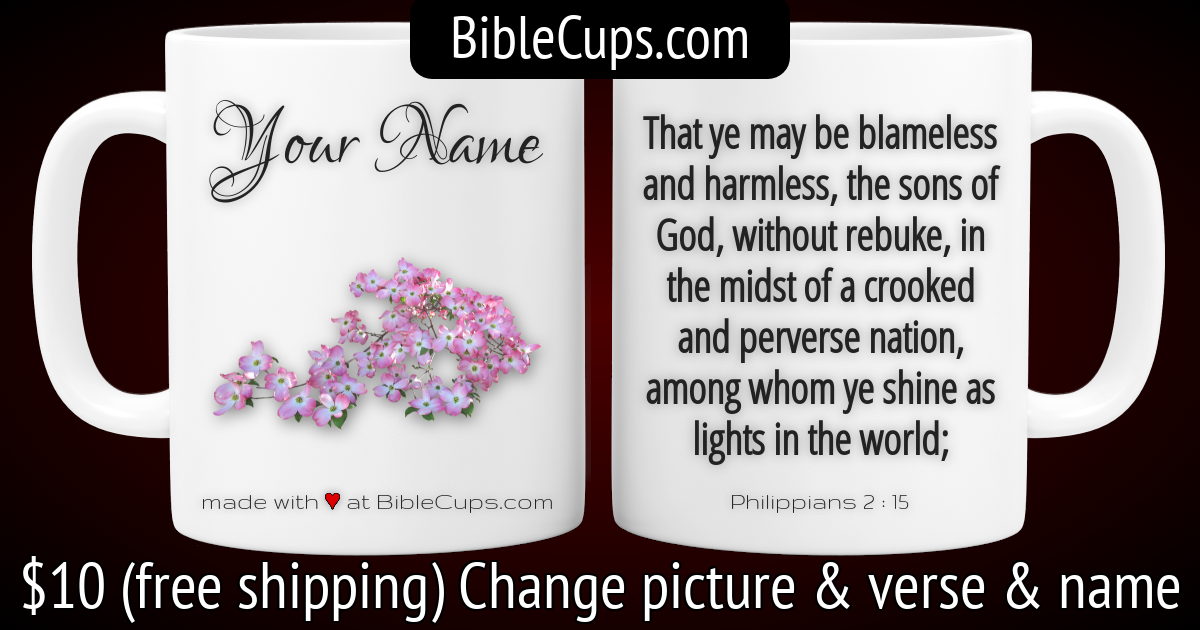 BibleCups.com
Your Name
made with ♥ at BibleCups.com
That ye may be blameless
and harmless, the sons of
God, without rebuke, in
the midst of a crooked
and perverse nation,
among whom ye shine as
lights in the world;
Philippians 2 : 15
$10 (free shipping) Change picture & verse & name